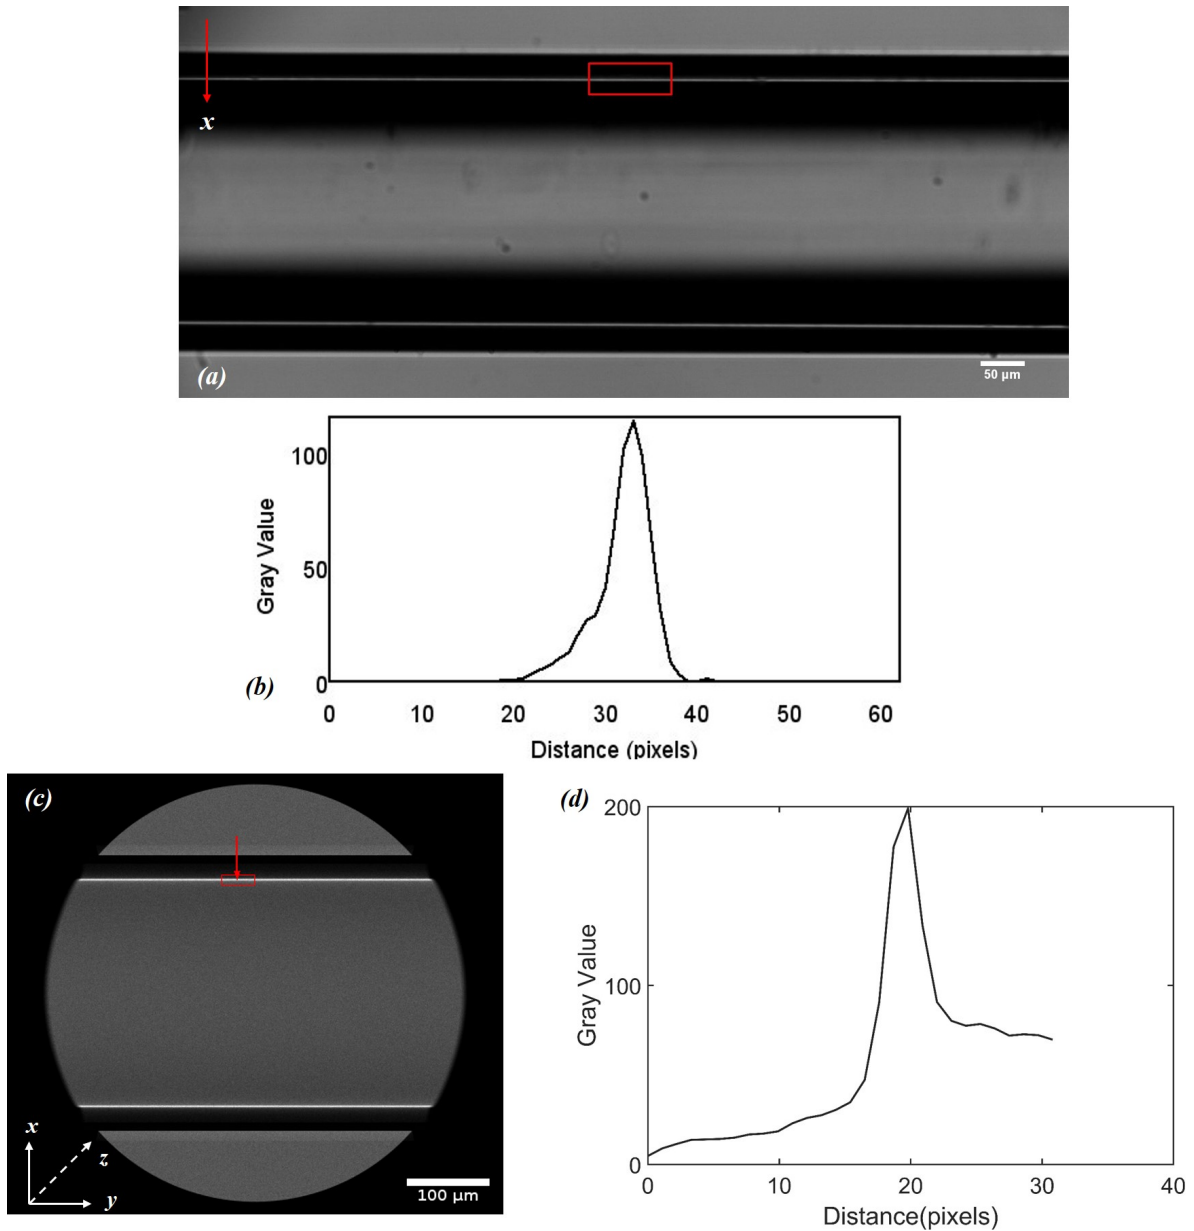 x
(a)
50 µm
100
50
0
Gray Value
(b)
0 10 20 30 40 50 60
Distance (pixels)
(c)
x
z
y
100 µm
(d)
200
100
0
Gray Value
0 10 20 30 40
Distance(pixels)